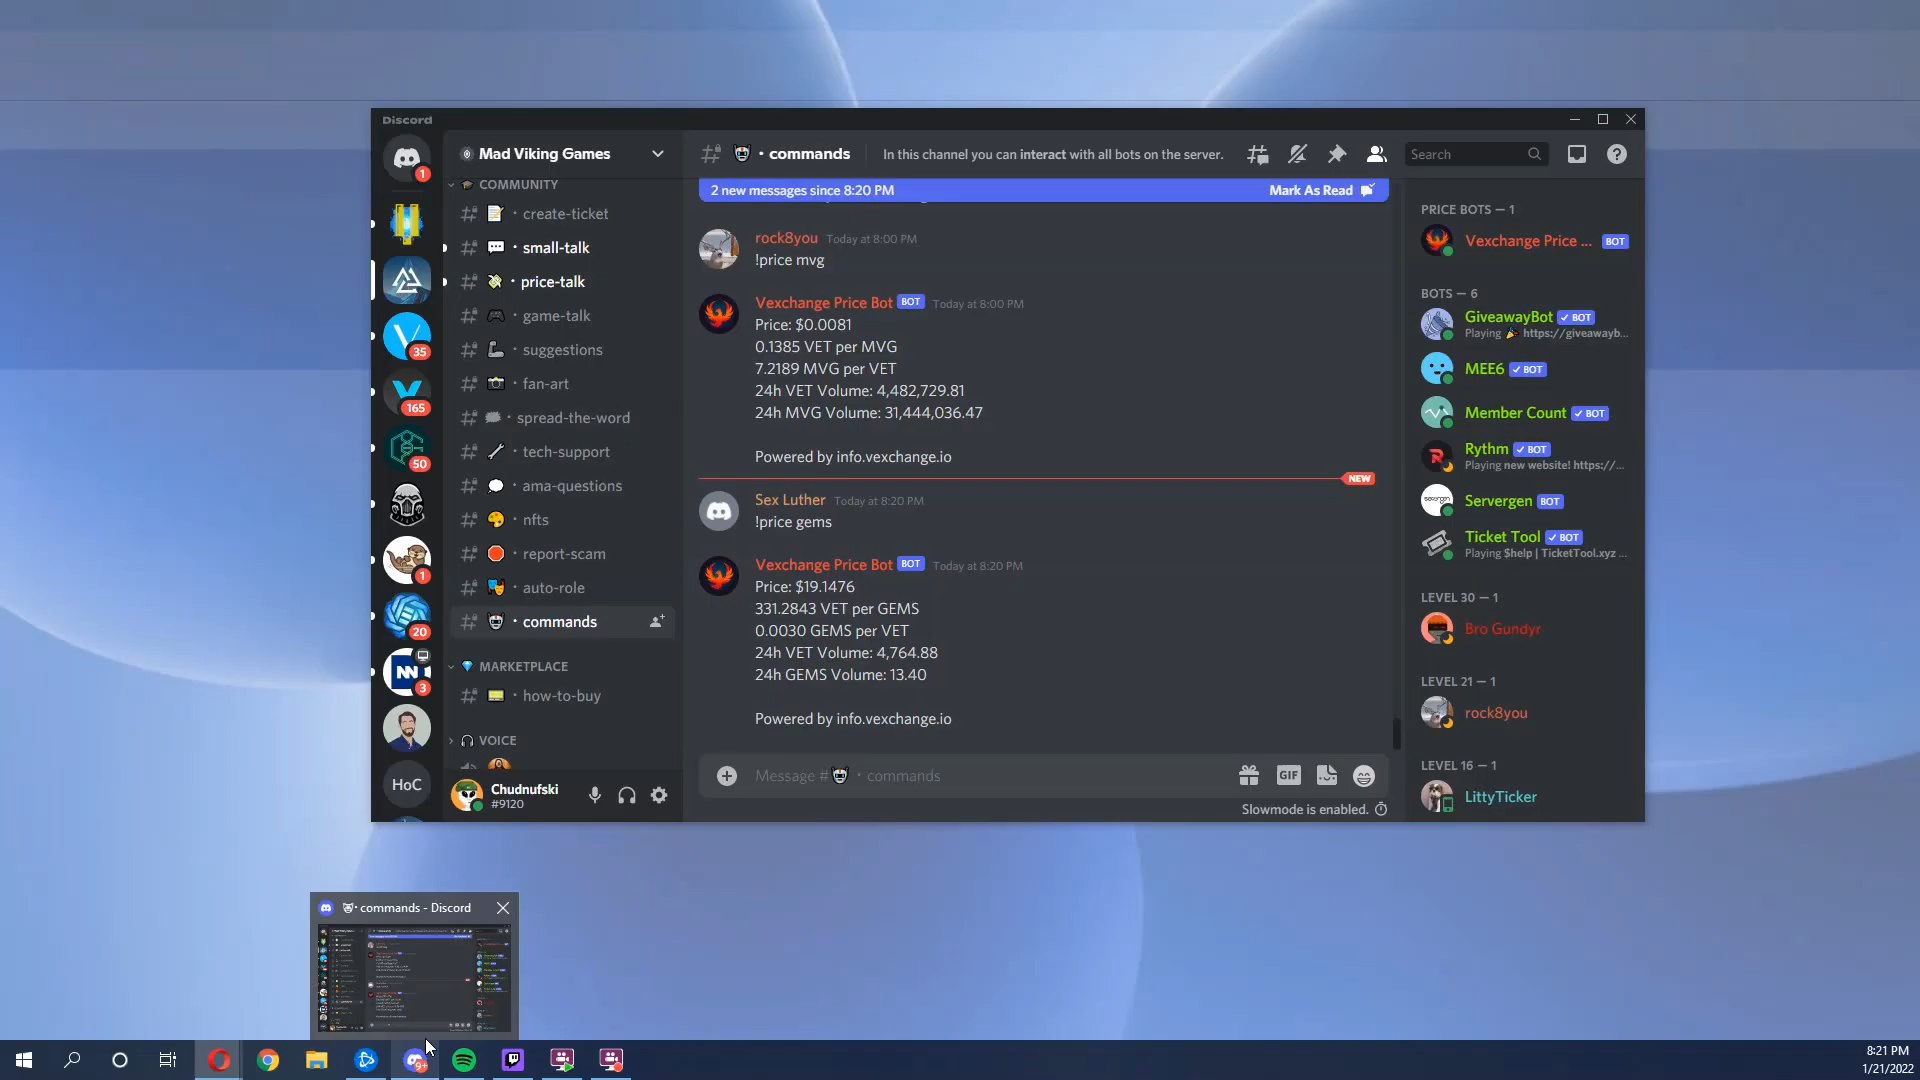 Discord
Mad Viking Games
commands
In this channel you can interact with all bots on the server.
Search
1
35
165
50
1
20
3
HoC
COMMUNITY
create-ticket
small-talk
price-talk
game-talk
suggestions
fan-art
spread-the-word
tech-support
ama-questions
nfts
report-scam
auto-role
commands
MARKETPLACE
how-to-buy
VOICE
Chudnufski
#9120
2 new messages since 8:20 PM
Mark As Read
rock8you Today at 8:00 PM
!price mvg
Vexchange Price Bot BOT Today at 8:00 PM
Price: $0.0081
0.1385 VET per MVG
7.2189 MVG per VET
24h VET Volume: 4,482,729.81
24h MVG Volume: 31,444,036.47
Powered by info.vexchange.io
NEW
Sex Luther Today at 8:20 PM
!price gems
Vexchange Price Bot BOT Today at 8:20 PM
Price: $19.1476
331.2843 VET per GEMS
0.0030 GEMS per VET
24h VET Volume: 4,764.88
24h GEMS Volume: 13.40
Powered by info.vexchange.io
Message # commands
GIF
Slowmode is enabled.
PRICE BOTS — 1
Vexchange Price ... BOT
BOTS — 6
GiveawayBot BOT
Playing https://giveawayb...
MEE6 BOT
Member Count BOT
Rythm BOT
Playing new website! https://...
Servergen BOT
Ticket Tool BOT
Playing $help | TicketTool.xyz ...
LEVEL 30 — 1
Bro Gundyr
LEVEL 21 — 1
rock8you
LEVEL 16 — 1
LittyTicker
commands - Discord
9+
8:21 PM
1/21/2022